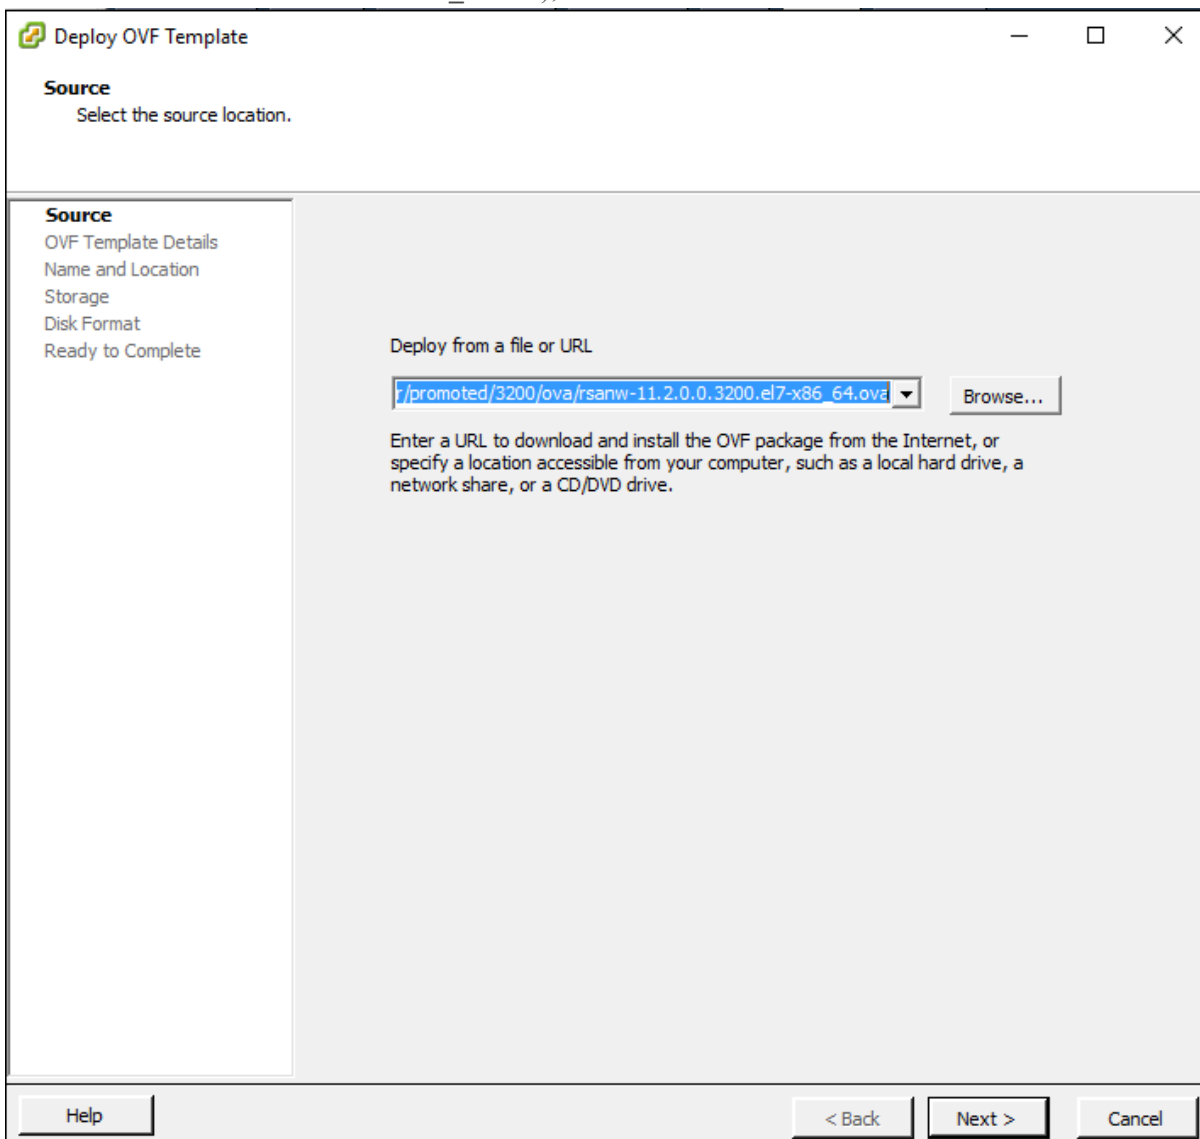 Deploy OVF Template
Source
Select the source location.
Source
OVF Template Details
Name and Location
Storage
Disk Format
Ready to Complete
Deploy from a file or URL
r/promoted/3200/ova/rsanw-11.2.0.0.3200.el7-x86_64.ova
Browse...
Enter a URL to download and install the OVF package from the Internet, or
specify a location accessible from your computer, such as a local hard drive, a
network share, or a CD/DVD drive.
Help
< Back
Next >
Cancel